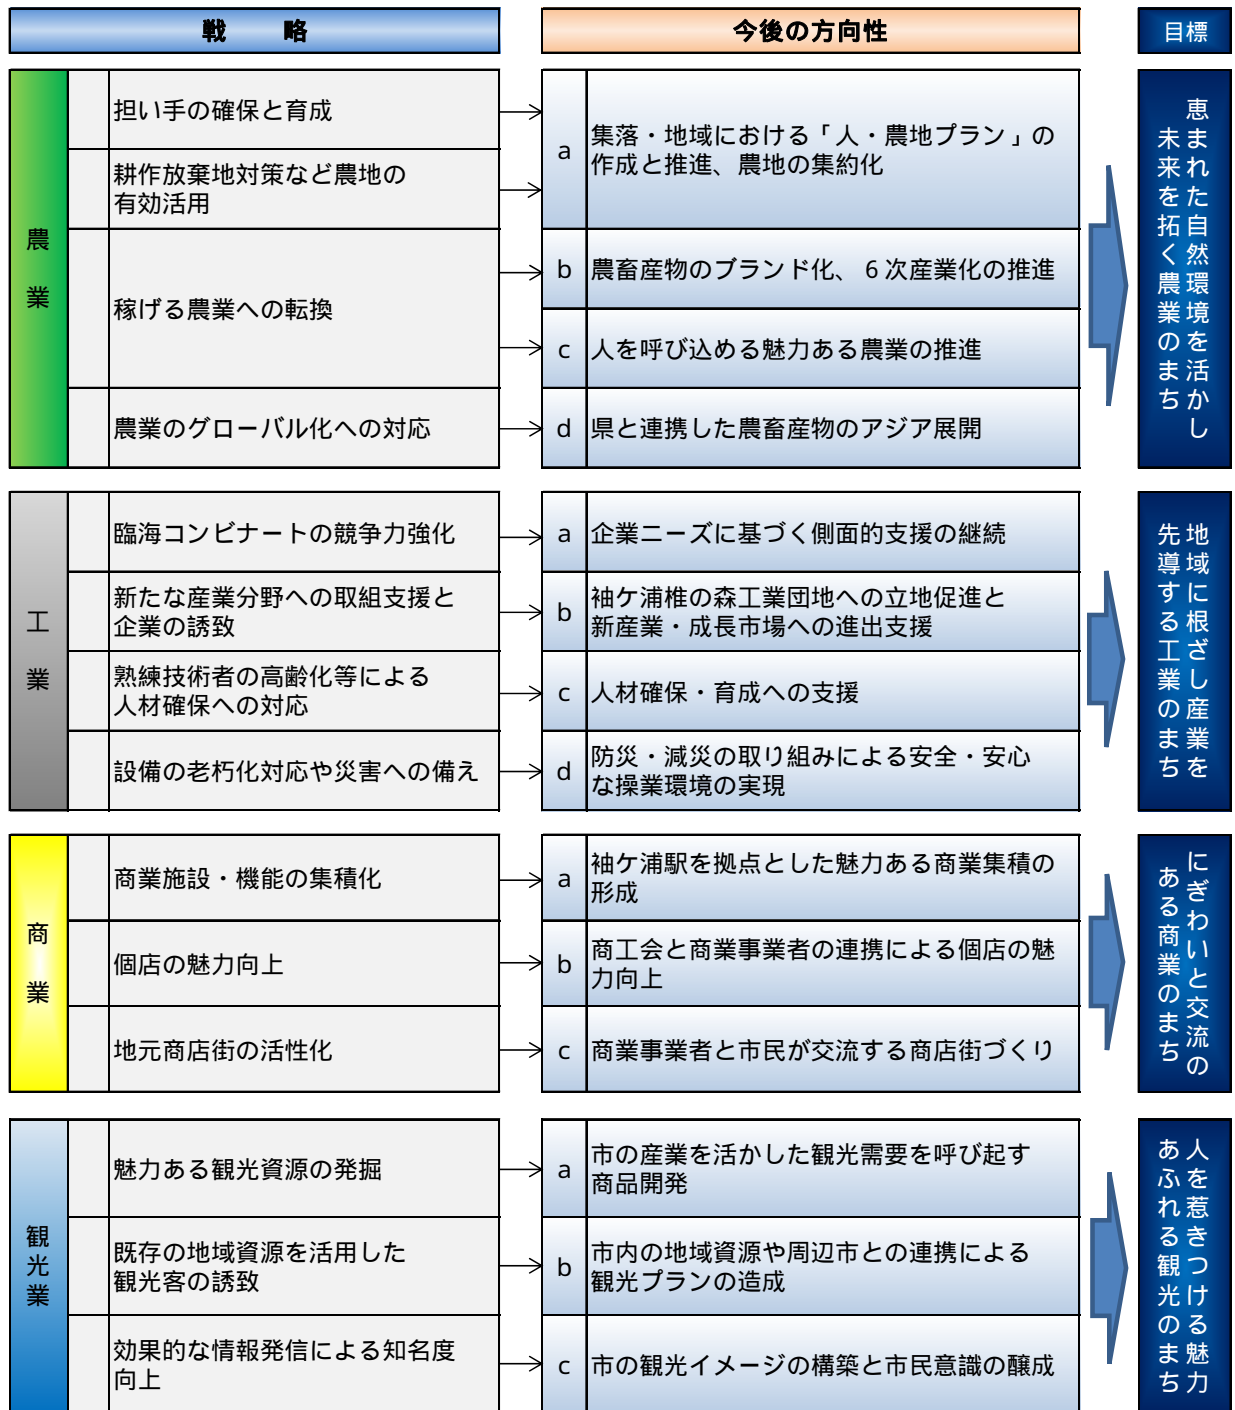 戦　略
今後の方向性
目標
農業
担い手の確保と育成
耕作放棄地対策など農地の
有効活用
稼げる農業への転換
農業のグローバル化への対応
a
集落・地域における「人・農地プラン」の
作成と推進、農地の集約化
b
農畜産物のブランド化、６次産業化の推進
c
人を呼び込める魅力ある農業の推進
d
県と連携した農畜産物のアジア展開
恵まれた自然環境を活かし
未来を拓く農業のまち
工業
臨海コンビナートの競争力強化
a
企業ニーズに基づく側面的支援の継続
新たな産業分野への取組支援と
企業の誘致
b
袖ケ浦椎の森工業団地への立地促進と
新産業・成長市場への進出支援
熟練技術者の高齢化等による
人材確保への対応
c
人材確保・育成への支援
設備の老朽化対応や災害への備え
d
防災・減災の取り組みによる安全・安心
な操業環境の実現
地域に根ざし産業を
先導する工業のまち
商業
商業施設・機能の集積化
a
袖ケ浦駅を拠点とした魅力ある商業集積の
形成
個店の魅力向上
b
商工会と商業事業者の連携による個店の魅
力向上
地元商店街の活性化
c
商業事業者と市民が交流する商店街づくり
にぎわいと交流の
ある商業のまち
観光業
魅力ある観光資源の発掘
a
市の産業を活かした観光需要を呼び起す
商品開発
既存の地域資源を活用した
観光客の誘致
b
市内の地域資源や周辺市との連携による
観光プランの造成
効果的な情報発信による知名度
向上
c
市の観光イメージの構築と市民意識の醸成
人を惹きつける魅力
あふれる観光のまち